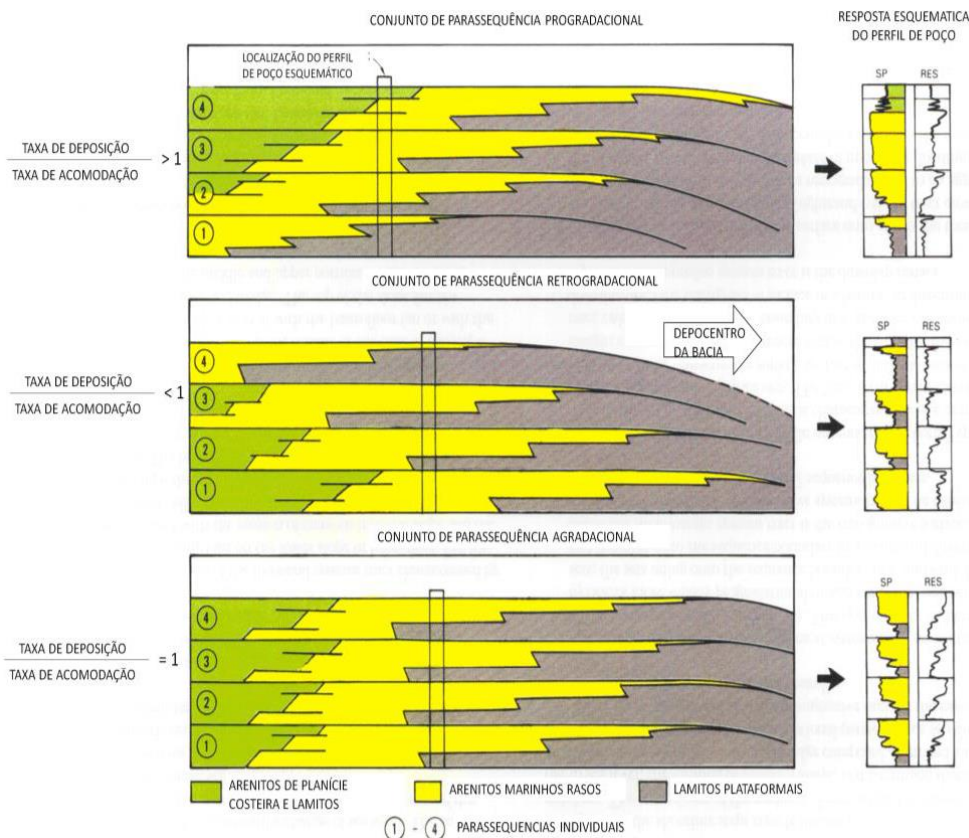 CONJUNTO DE PARASSEQUÊNCIA PROGRADACIONAL
RESPOSTA ESQUEMATICA
DO PERFIL DE POÇO
LOCALIZAÇÃO DO PERFIL
DE POÇO ESQUEMÁTICO
SP
RES
TAXA DE DEPOSIÇÃO
TAXA DE ACOMODAÇÃO
> 1
4
3
2
1
CONJUNTO DE PARASSEQUÊNCIA RETROGRADACIONAL
DEPOCENTRO
DA BACIA
SP
RES
TAXA DE DEPOSIÇÃO
TAXA DE ACOMODAÇÃO
< 1
4
3
2
1
CONJUNTO DE PARASSEQUÊNCIA AGRADACIONAL
SP
RES
TAXA DE DEPOSIÇÃO
TAXA DE ACOMODAÇÃO
= 1
4
3
2
1
ARENITOS DE PLANÍCIE
COSTEIRA E LAMITOS
ARENITOS MARINHOS RASOS
LAMITOS PLATAFORMAIS
1 - 4 PARASSEQUENCIAS INDIVIDUAIS